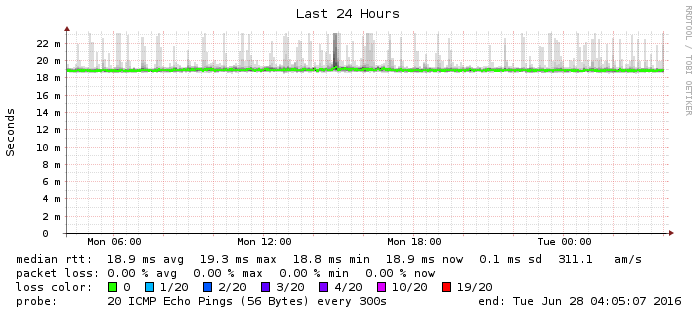 Last 24 Hours
RRDTOOL / TOBI OETIKER
Seconds
22 m
20 m
18 m
16 m
14 m
12 m
10 m
8 m
6 m
4 m
2 m
0
Mon 06:00 Mon 12:00 Mon 18:00 Tue 00:00
median rtt: 18.9 ms avg 19.3 ms max 18.8 ms min 18.9 ms now 0.1 ms sd 311.1 am/s
packet loss: 0.00 % avg 0.00 % max 0.00 % min 0.00 % now
loss color: 0 1/20 2/20 3/20 4/20 10/20 19/20
probe: 20 ICMP Echo Pings (56 Bytes) every 300s end: Tue Jun 28 04:05:07 2016